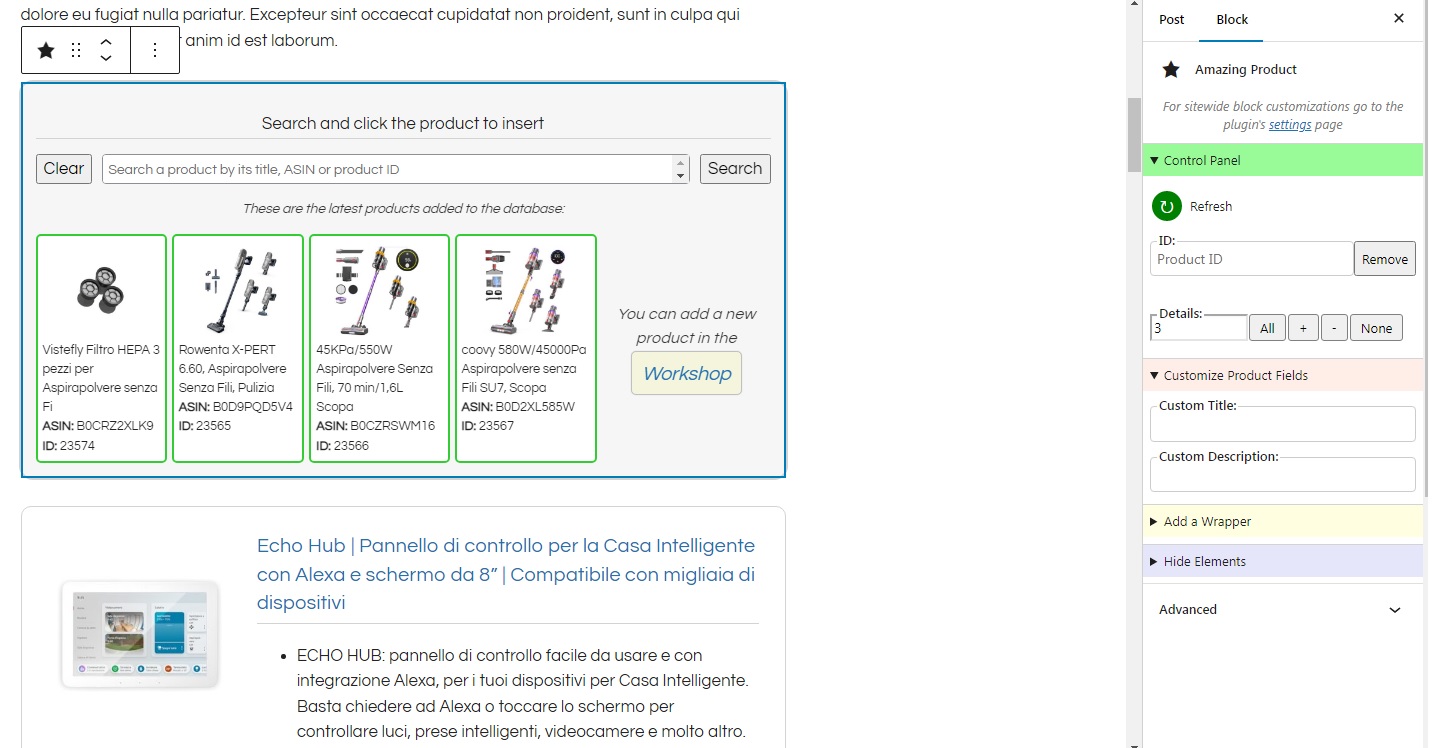 dolore eu fugiat nulla pariatur. Excepteur sint occaecat cupidatat non proident, sunt in culpa qui
anim id est laborum.
Search and click the product to insert
Clear
Search a product by its title, ASIN or product ID
Search
These are the latest products added to the database:
Vistefly Filtro HEPA 3
pezzi per
Aspirapolvere senza
Fi
ASIN: B0CRZ2XLK9
ID: 23574
Rowenta X-PERT
6.60, Aspirapolvere
Senza Fili, Pulizia
ASIN: B0D9PQD5V4
ID: 23565
45KPa/550W
Aspirapolvere Senza
Fili, 70 min/1,6L
Scopa
ASIN: B0CZRSWM16
ID: 23566
coovy 580W/45000Pa
Aspirapolvere senza
Fili SU7, Scopa
ASIN: B0D2XL585W
ID: 23567
You can add a new
product in the
Workshop
Echo Hub | Pannello di controllo per la Casa Intelligente
con Alexa e schermo da 8” | Compatibile con migliaia di
dispositivi
• ECHO HUB: pannello di controllo facile da usare e con
integrazione Alexa, per i tuoi dispositivi per Casa Intelligente.
Basta chiedere ad Alexa o toccare lo schermo per
controllare luci, prese intelligenti, videocamere e molto altro.
Post
Block
Amazing Product
For sitewide block customizations go to the
plugin's settings page
Control Panel
Refresh
ID:
Product ID
Remove
Details:
3
All
+
-
None
Customize Product Fields
Custom Title:
Custom Description:
Add a Wrapper
Hide Elements
Advanced